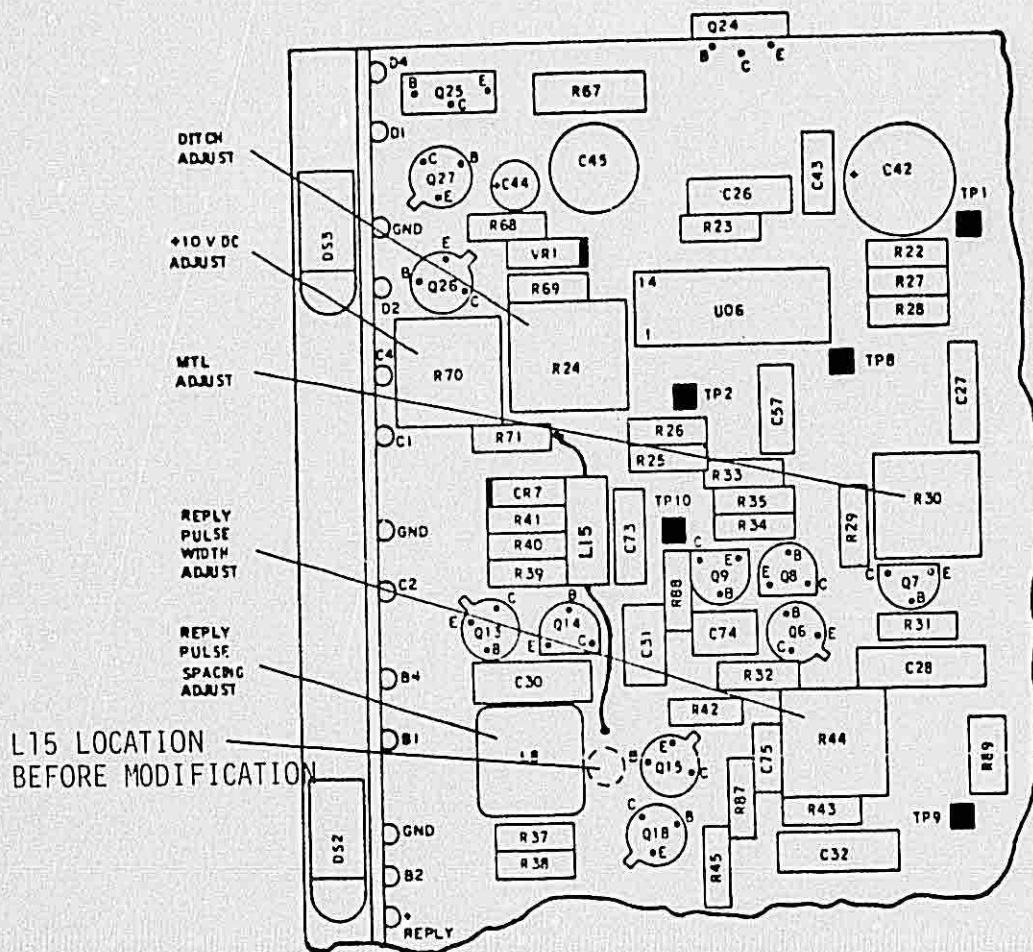 Q24
B C E
D4
B Q25 E
C
R67
D1
DITCH
ADJUST
C B
Q27
E
+C44
C45
C26
C43
+ C42
TP1
GND
R68
R23
DS3
+10 V DC
ADJUST
E
VR1
R22
B Q26
C
R69
14
U06
1
R27
R28
D2
MTL
ADJUST
C4
R70
R24
TP8
TP2
C57
C27
C1
R71
R26
R25
R33
CR7
R41
R40
R39
L15
C73
TP10
R35
R34
R29
R30
REPLY
PULSE
WIDTH
ADJUST
GND
C2
R88
C E
Q9
B
B
E Q8 C
C E
Q7
B
C
E Q13
B
B
Q14
E C
C31
C74
B
Q6 E
C
R31
REPLY
PULSE
SPACING
ADJUST
B4
C30
R32
C28
R42
L15 LOCATION
BEFORE MODIFICATION
B1
B E
Q15 C
C75
R44
R89
R87
DS2
GND
R37
R38
C B
Q18
E
R43
TP9
B2
R45
C32
+
REPLY